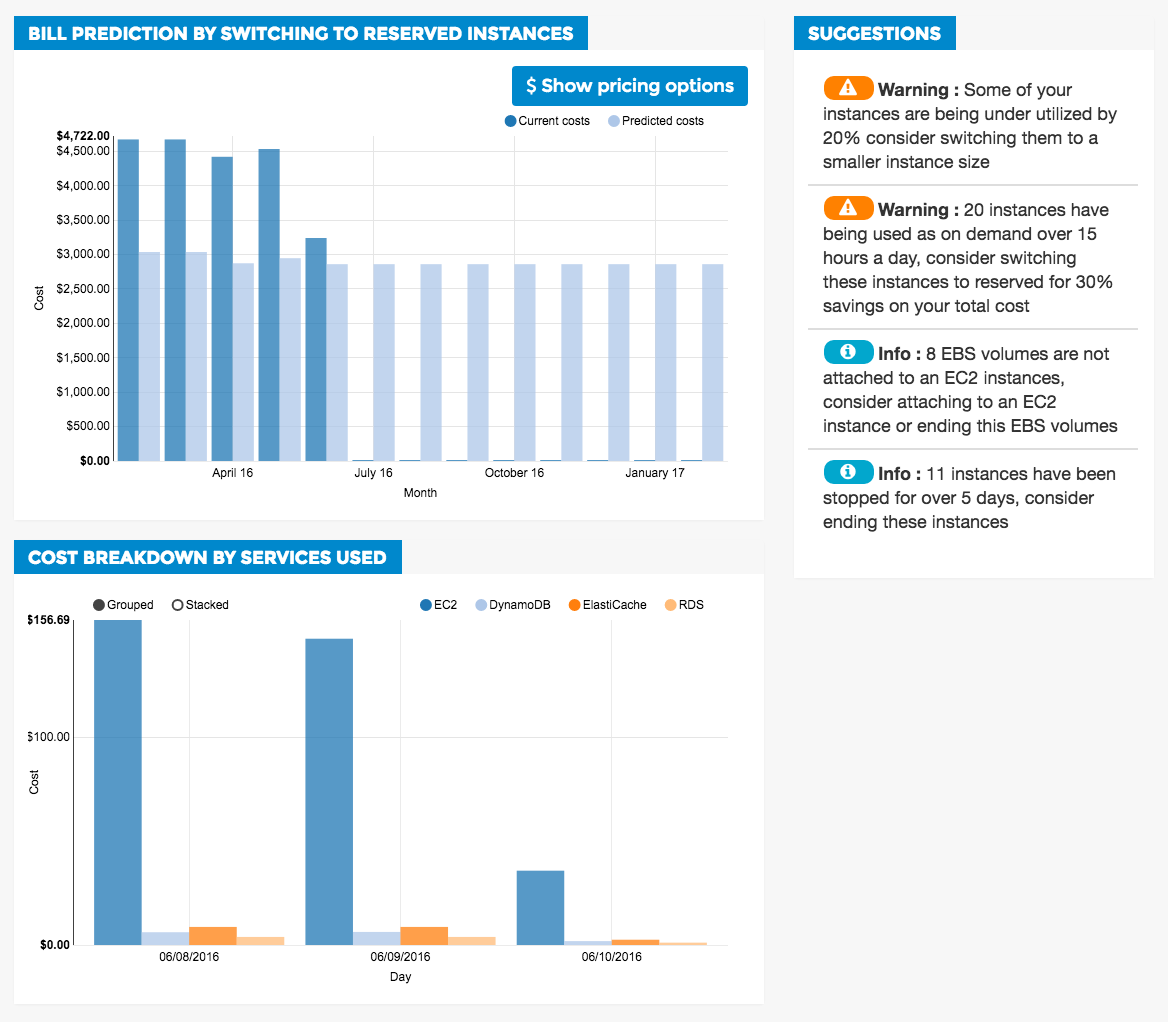 BILL PREDICTION BY SWITCHING TO RESERVED INSTANCES
$ Show pricing options
Current costs Predicted costs
$4,722.00
$4,500.00
$4,000.00
$3,500.00
$3,000.00
$2,500.00
$2,000.00
$1,500.00
$1,000.00
$500.00
$0.00
Cost
April 16 July 16 October 16 January 17
Month
COST BREAKDOWN BY SERVICES USED
Grouped Stacked EC2 DynamoDB ElastiCache RDS
$156.69
$100.00
$0.00
Cost
06/08/2016 06/09/2016 06/10/2016
Day
SUGGESTIONS
Warning : Some of your
instances are being under utilized by
20% consider switching them to a
smaller instance size
Warning : 20 instances have
being used as on demand over 15
hours a day, consider switching
these instances to reserved for 30%
savings on your total cost
Info : 8 EBS volumes are not
attached to an EC2 instances,
consider attaching to an EC2
instance or ending this EBS volumes
Info : 11 instances have been
stopped for over 5 days, consider
ending these instances